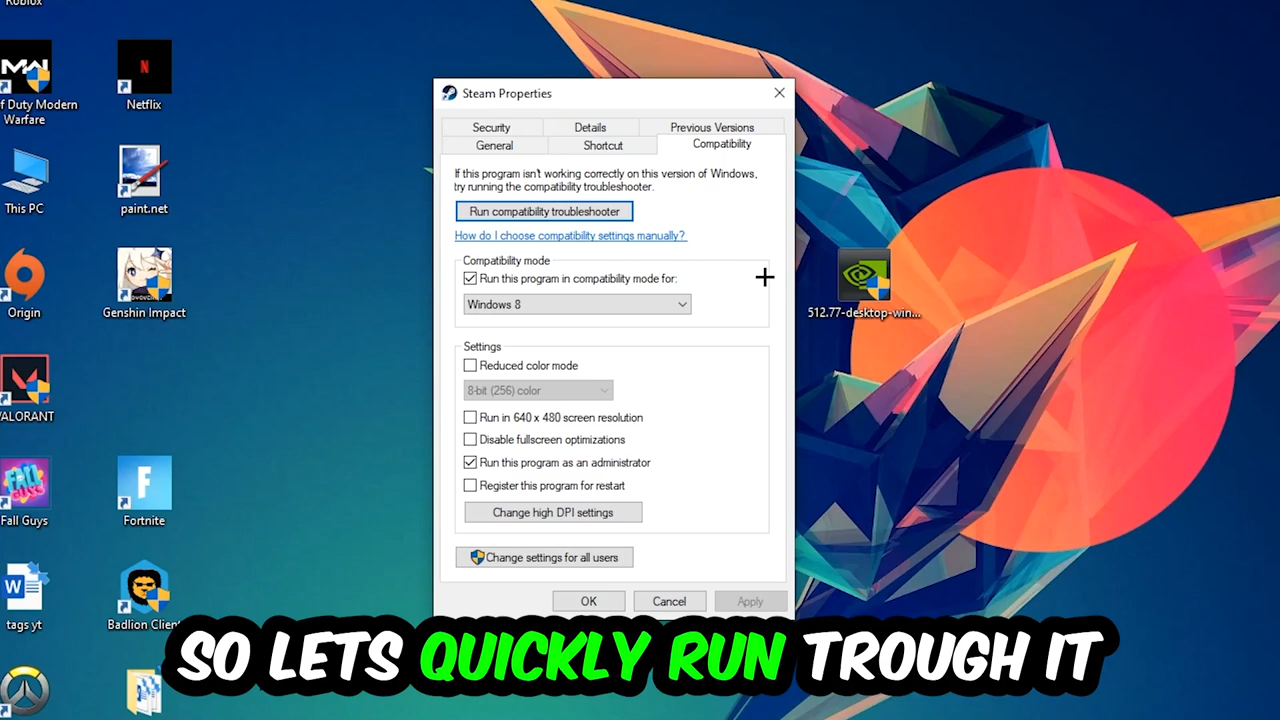 Roblox
f Duty Modern
Warfare
Netflix
This PC
paint.net
Origin
Genshin Impact
VALORANT
FALL
GUYS
Fall Guys
Fortnite
tags yt
Badlion Client
512.77-desktop-win...
Steam Properties
Security
Details
Previous Versions
General
Shortcut
Compatibility
If this program isn't working correctly on this version of Windows,
try running the compatibility troubleshooter.
Run compatibility troubleshooter
How do I choose compatibility settings manually?
Compatibility mode
Run this program in compatibility mode for:
Windows 8
Settings
Reduced color mode
8-bit (256) color
Run in 640 x 480 screen resolution
Disable fullscreen optimizations
Run this program as an administrator
Register this program for restart
Change high DPI settings
Change settings for all users
OK
Cancel
Apply
SO LETS QUICKLY RUN TROUGH IT